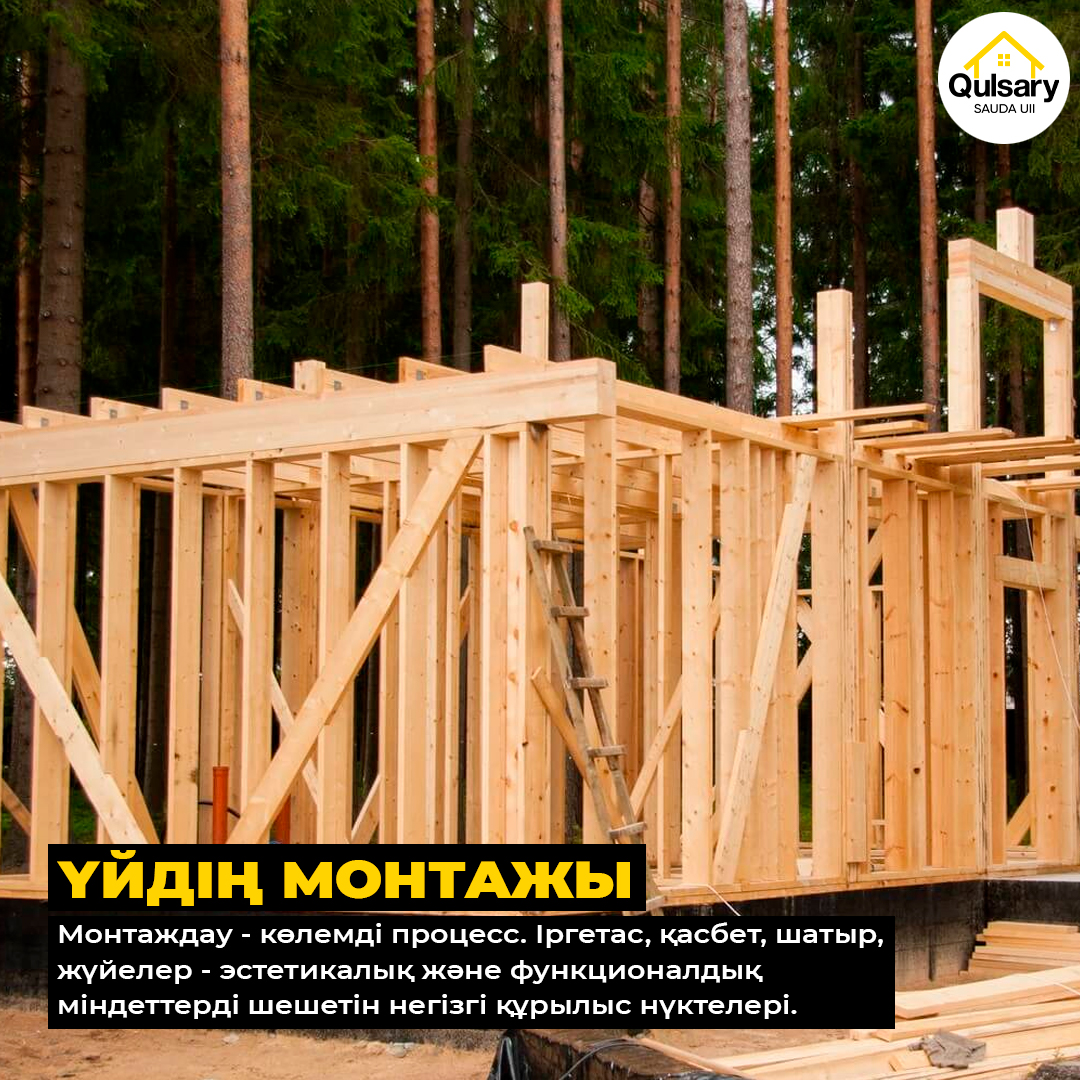 Qulsary
SAUDA UII
ҮЙДІҢ МОНТАЖЫ
Монтаждау - көлемді процесс. Іргетас, қасбет, шатыр,
жүйелер - эстетикалық және функционалдық
міндеттерді шешетін негізгі құрылыс нүктелері.